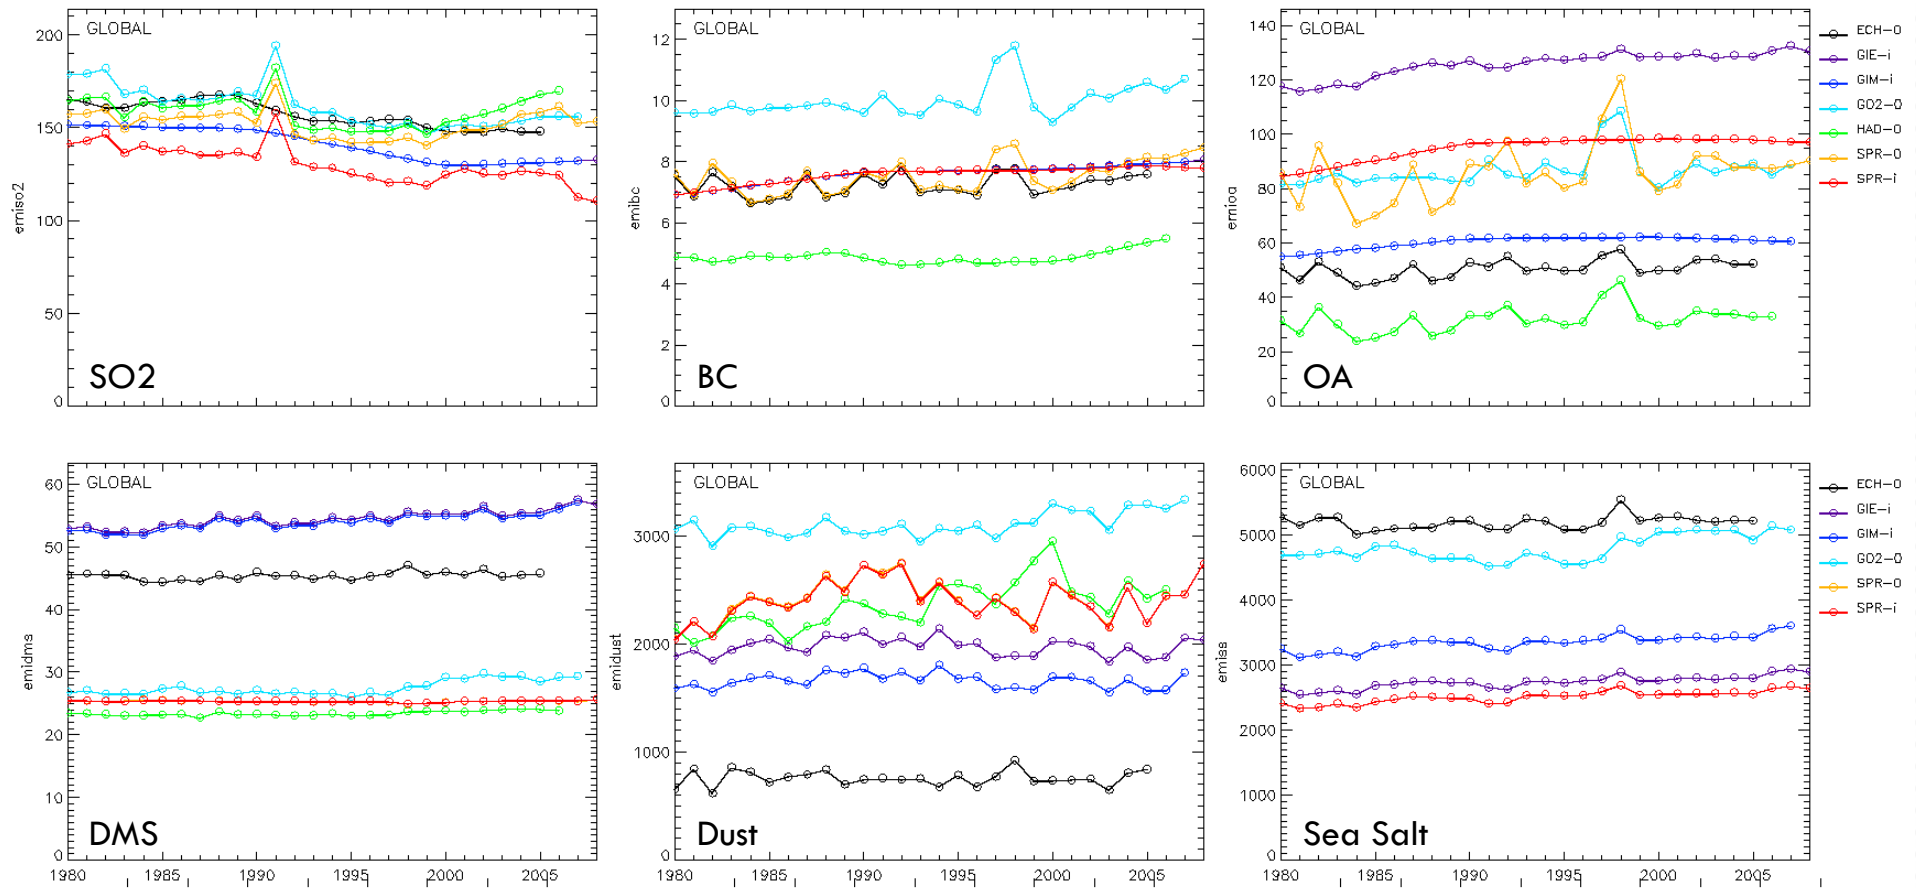 GLOBAL
200
150
100
50
0
emiso2
SO2
GLOBAL
12
10
8
6
4
2
0
emibc
BC
GLOBAL
140
120
100
80
60
40
20
0
emioa
OA
ECH-0
GIE-i
GIM-i
GO2-0
HAD-0
SPR-0
SPR-i
GLOBAL
60
50
40
30
20
10
0
emidms
DMS
1980 1985 1990 1995 2000 2005
GLOBAL
3000
2000
1000
0
emidust
Dust
1980 1985 1990 1995 2000 2005
GLOBAL
6000
5000
4000
3000
2000
1000
0
emiss
Sea Salt
1980 1985 1990 1995 2000 2005
ECH-0
GIE-i
GIM-i
GO2-0
SPR-0
SPR-i